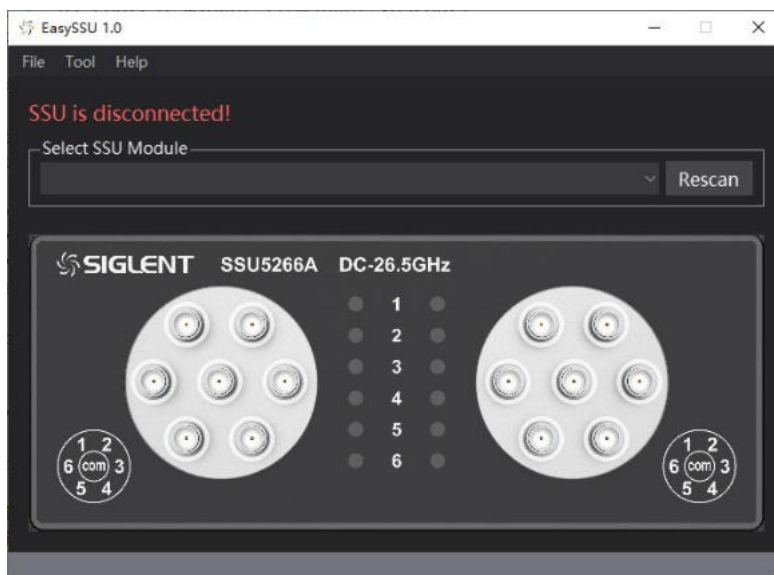 EasySSU 1.0
File Tool Help
SSU is disconnected!
Select SSU Module
Rescan
SIGLENT SSU5266A DC-26.5GHz
1
2
3
4
5
6
1 2
6 com 3
5 4
1 2
6 com 3
5 4